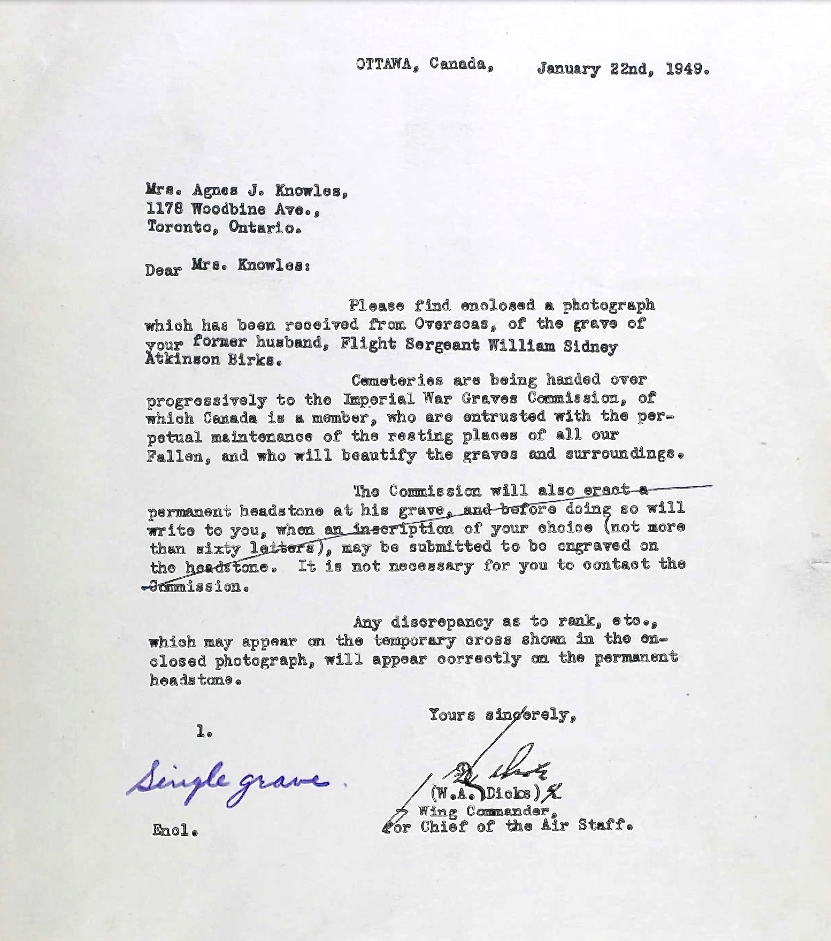 OTTAWA, Canada, January 22nd, 1949.
Mrs. Agnes J. Knowles,
1178 Woodbine Ave.,
Toronto, Ontario.
Dear Mrs. Knowles:
Please find enclosed a photograph
which has been received from Overseas, of the grave of
your former husband, Flight Sergeant William Sidney
Atkinson Birks.
Cemeteries are being handed over
progressively to the Imperial War Graves Commission, of
which Canada is a member, who are entrusted with the per-
petual maintenance of the resting places of all our
Fallen, and who will beautify the graves and surroundings.
The Commission will also erect a
permanent headstone at his grave, and before doing so will
write to you, when an inscription of your choice (not more
than sixty letters), may be submitted to be engraved on
the headstone. It is not necessary for you to contact the
Commission.
Any discrepancy as to rank, etc.,
which may appear on the temporary cross shown in the en-
closed photograph, will appear correctly on the permanent
headstone.
Yours sincerely,
1.
Single grave.
(W.A. Dicks)
Wing Commander,
Encl. for Chief of the Air Staff.